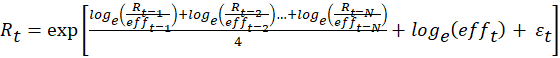 R_t = exp[ (log_e(R_{t-1}/eff_{t-1}) + log_e(R_{t-2}/eff_{t-2}) … + log_e(R_{t-N}/eff_{t-N})) / 4 + log_e(eff_t) + ε_t ]